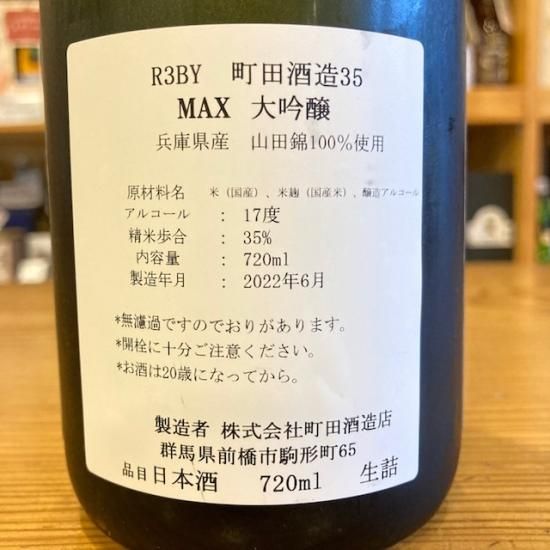 R3BY 町田酒造35
MAX 大吟醸
兵庫県産 山田錦100%使用
原材料名 米（国産）、米麹（国産米）、醸造アルコール
アルコール : 17度
精米歩合 : 35%
内容量 : 720ml
製造年月 : 2022年6月
*無濾過ですのでおりがあります。
*開栓に十分ご注意ください。
*お酒は20歳になってから。
製造者 株式会社町田酒造店
群馬県前橋市駒形町65
品目 日本酒 720ml 生詰